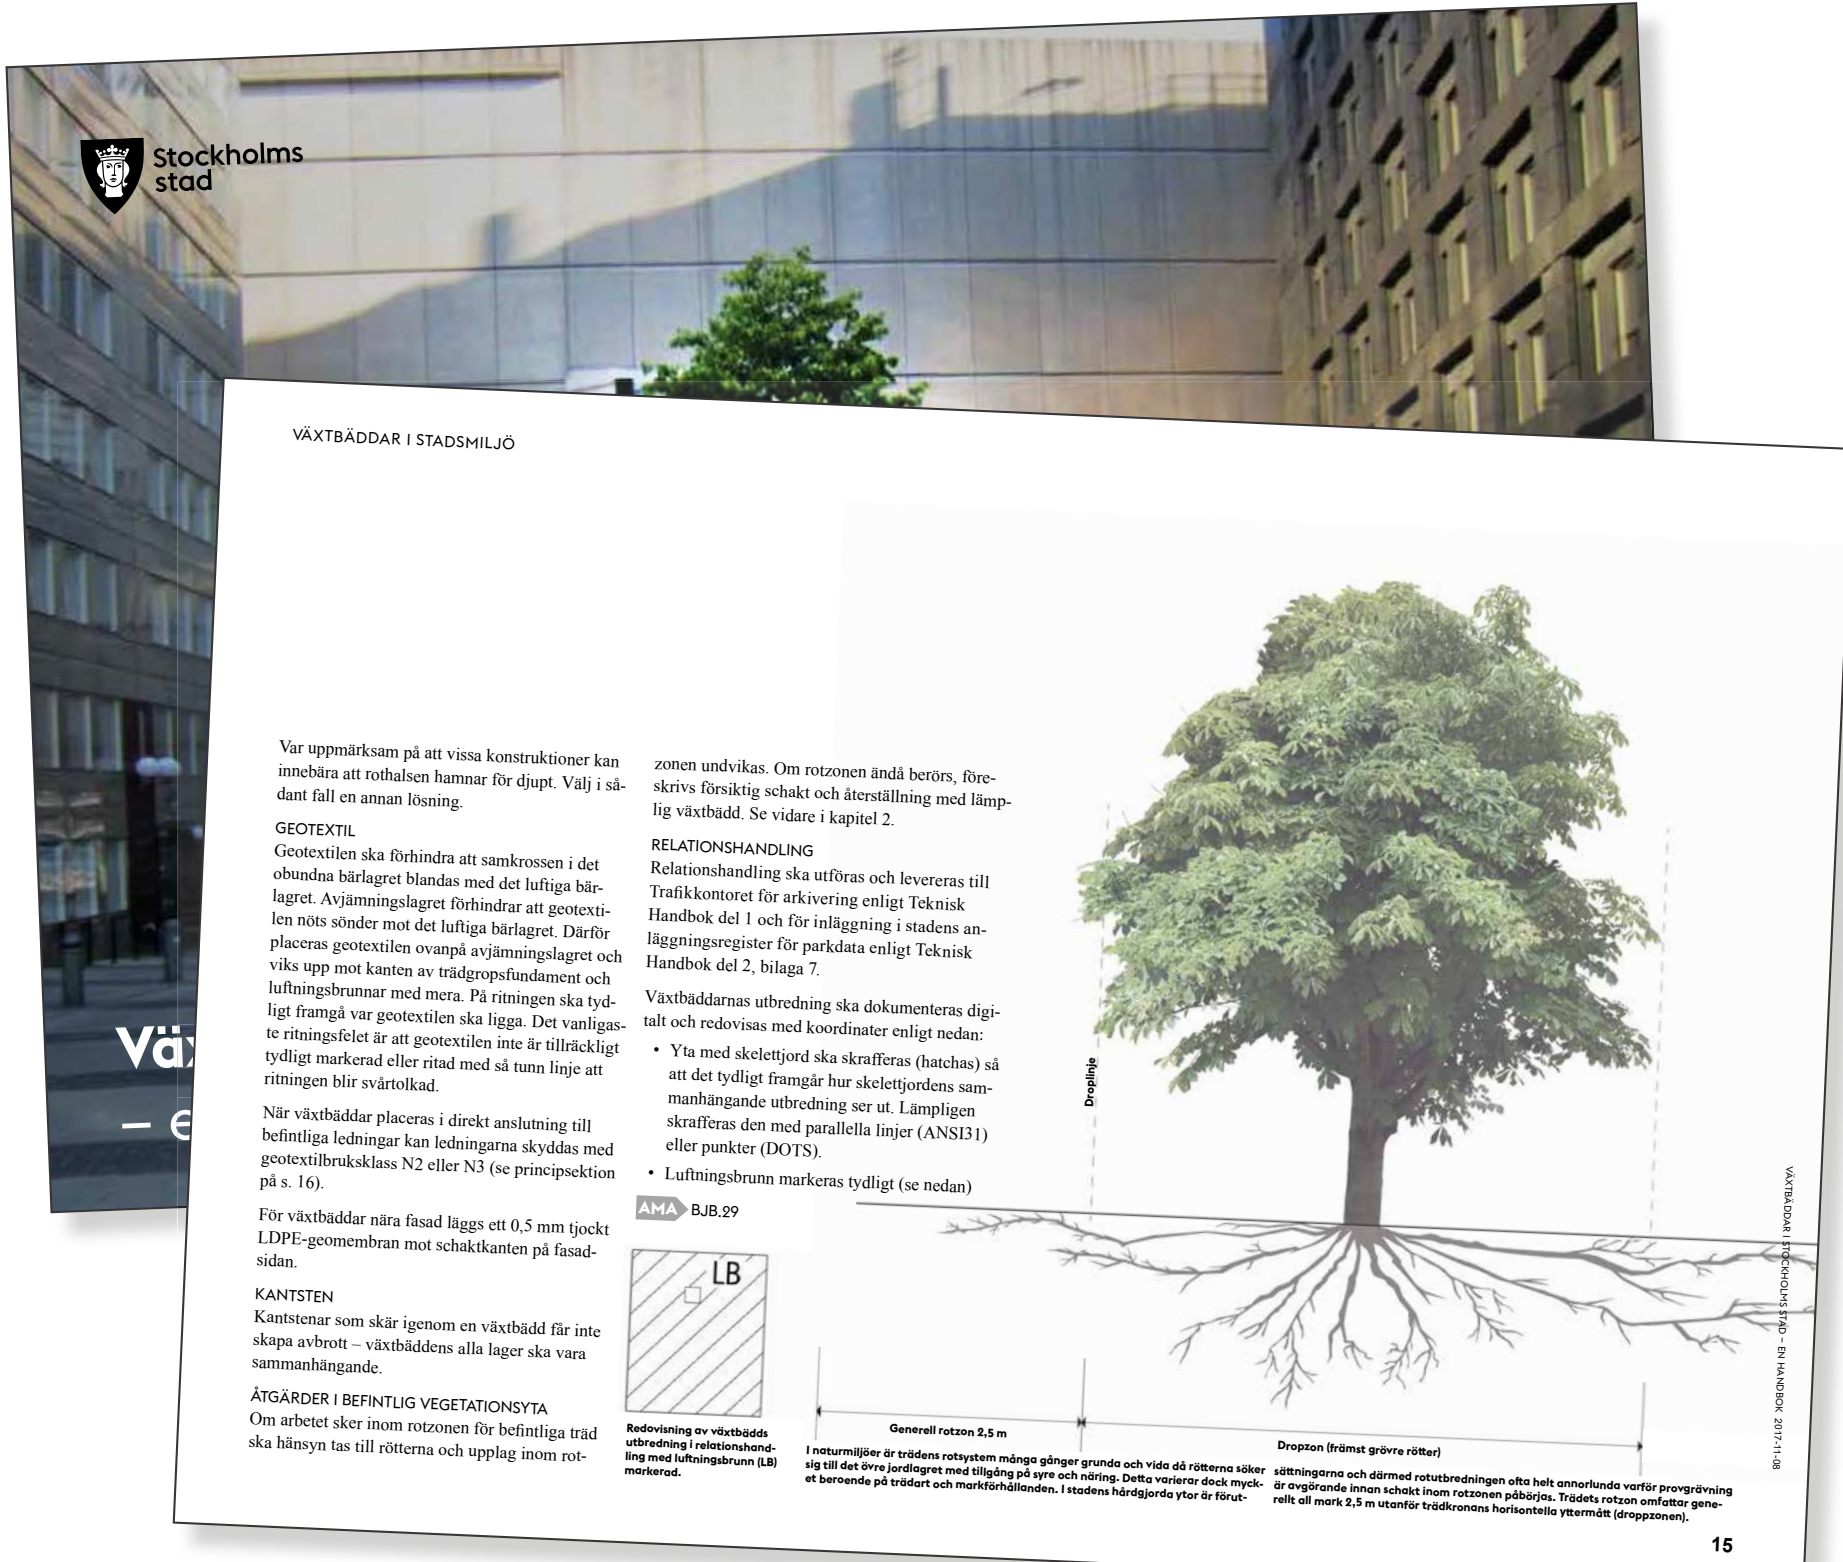 Stockholms
stad
Väx
– e
VÄXTBÄDDAR I STADSMILJÖ
Var uppmärksam på att vissa konstruktioner kan
innebära att rothalsen hamnar för djupt. Välj i så-
dant fall en annan lösning.
GEOTEXTIL
Geotextilen ska förhindra att samkrossen i det
obundna bärlagret blandas med det luftiga bär-
lagret. Avjämningslagret förhindrar att geotexti-
len nöts sönder mot det luftiga bärlagret. Därför
placeras geotextilen ovanpå avjämningslagret och
viks upp mot kanten av trädgropsfundament och
luftningsbrunnar med mera. På ritningen ska tyd-
ligt framgå var geotextilen ska ligga. Det vanligas-
te ritningsfelet är att geotextilen inte är tillräckligt
tydligt markerad eller ritad med så tunn linje att
ritningen blir svårtolkad.
När växtbäddar placeras i direkt anslutning till
befintliga ledningar kan ledningarna skyddas med
geotextilbruksklass N2 eller N3 (se principsektion
på s. 16).
För växtbäddar nära fasad läggs ett 0,5 mm tjockt
LDPE-geomembran mot schaktkanten på fasad-
sidan.
KANTSTEN
Kantstenar som skär igenom en växtbädd får inte
skapa avbrott – växtbäddens alla lager ska vara
sammanhängande.
ÅTGÄRDER I BEFINTLIG VEGETATIONSYTA
Om arbetet sker inom rotzonen för befintliga träd
ska hänsyn tas till rötterna och upplag inom rot-
zonen undvikas. Om rotzonen ändå berörs, före-
skrivs försiktig schakt och återställning med lämp-
lig växtbädd. Se vidare i kapitel 2.
RELATIONSHANDLING
Relationshandling ska utföras och levereras till
Trafikkontoret för arkivering enligt Teknisk
Handbok del 1 och för inläggning i stadens an-
läggningsregister för parkdata enligt Teknisk
Handbok del 2, bilaga 7.
Växtbäddarnas utbredning ska dokumenteras digi-
talt och redovisas med koordinater enligt nedan:
• Yta med skelettjord ska skrafferas (hatchas) så
att det tydligt framgår hur skelettjordens sam-
manhängande utbredning ser ut. Lämpligen
skrafferas den med parallella linjer (ANSI31)
eller punkter (DOTS).
• Luftningsbrunn markeras tydligt (se nedan)
AMA BJB.29
LB
Redovisning av växtbädds
utbredning i relationshand-
ling med luftningsbrunn (LB)
markerad.
Droplinje
Generell rotzon 2,5 m
Dropzon (främst grövre rötter)
I naturmiljöer är trädens rotsystem många gånger grunda och vida då rötterna söker
sig till det övre jordlagret med tillgång på syre och näring. Detta varierar dock myck-
et beroende på trädart och markförhållanden. I stadens hårdgjorda ytor är förut-
sättningarna och därmed rotutbredningen ofta helt annorlunda varför provgrävning
är avgörande innan schakt inom rotzonen påbörjas. Trädets rotzon omfattar gene-
rellt all mark 2,5 m utanför trädkronans horisontella yttermått (droppzonen).
VÄXTBÄDDAR I STOCKHOLMS STAD – EN HANDBOK 2017-11-08
15